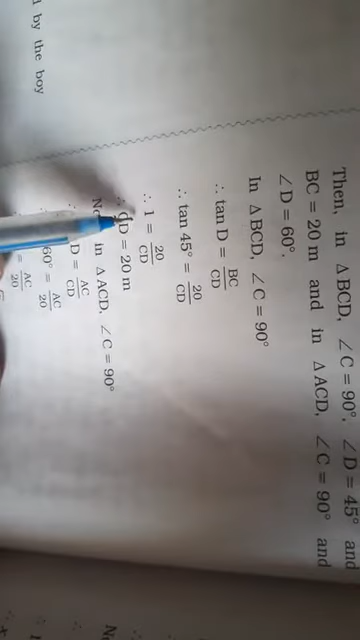 Then, in Δ BCD, ∠ C = 90°, ∠ D = 45° and
BC = 20 m and in Δ ACD, ∠ C = 90° and
∠ D = 60°.
In Δ BCD, ∠ C = 90°
∴ tan D = BC/CD
∴ tan 45° = 20/CD
∴ 1 = 20/CD
D = 20 m
in Δ ACD, ∠ C = 90°
D = AC/CD
60° = AC/20
= AC/20
by the boy